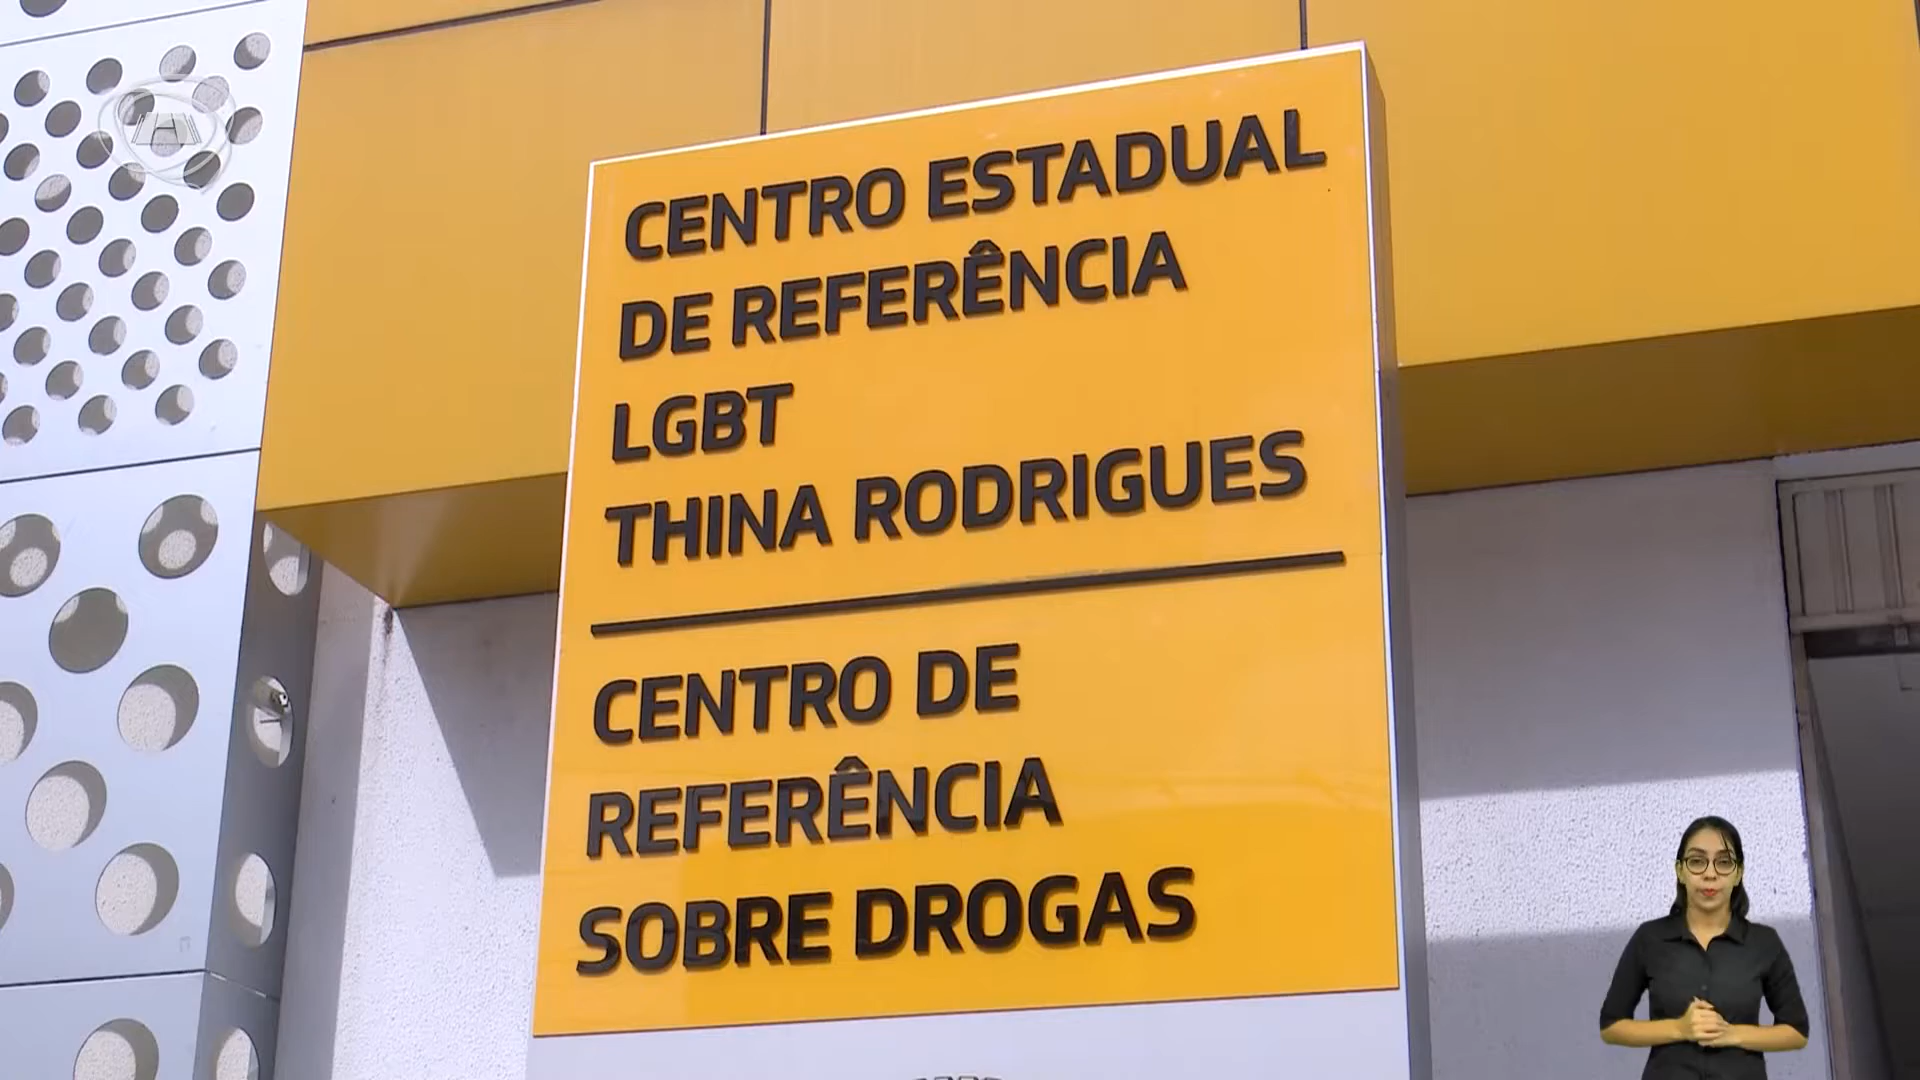 CENTRO ESTADUAL
DE REFERÊNCIA
LGBT
THINA RODRIGUES
CENTRO DE
REFERÊNCIA
SOBRE DROGAS